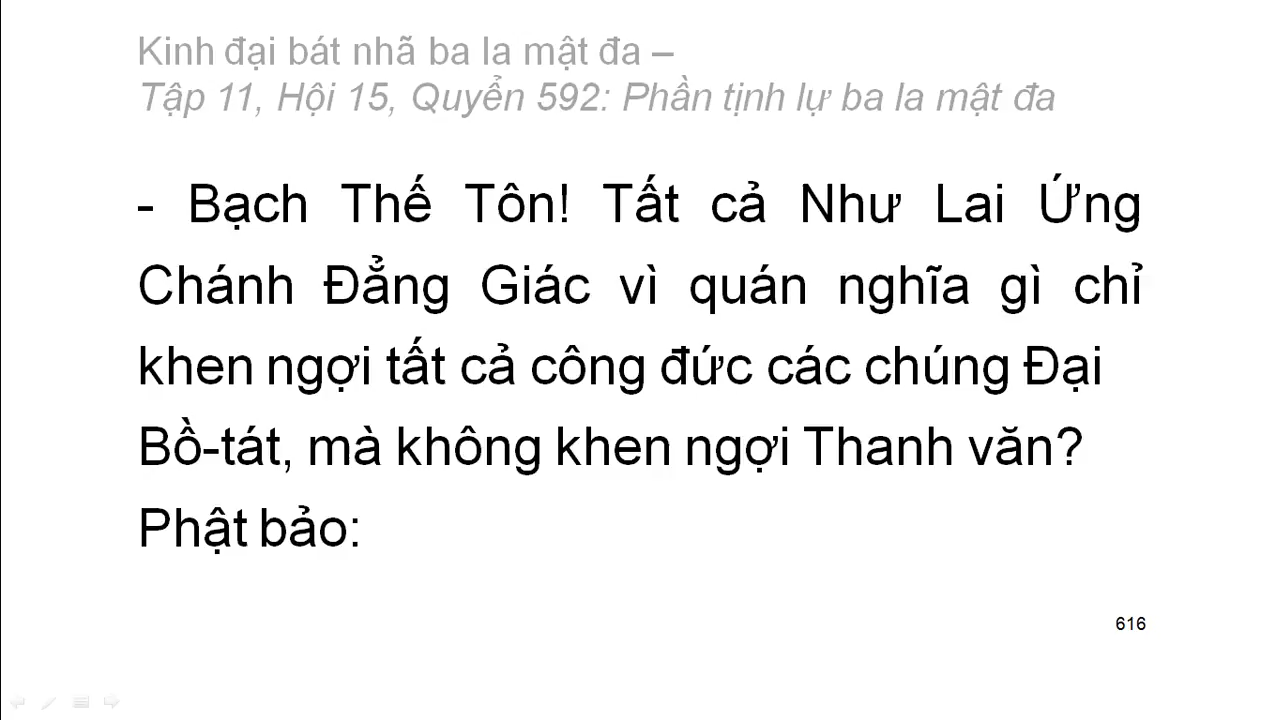 Kinh đại bát nhã ba la mật đa –
Tập 11, Hội 15, Quyển 592: Phần tịnh lự ba la mật đa
- Bạch Thế Tôn! Tất cả Như Lai Ứng
Chánh Đẳng Giác vì quán nghĩa gì chỉ
khen ngợi tất cả công đức các chúng Đại
Bồ-tát, mà không khen ngợi Thanh văn?
Phật bảo:
616